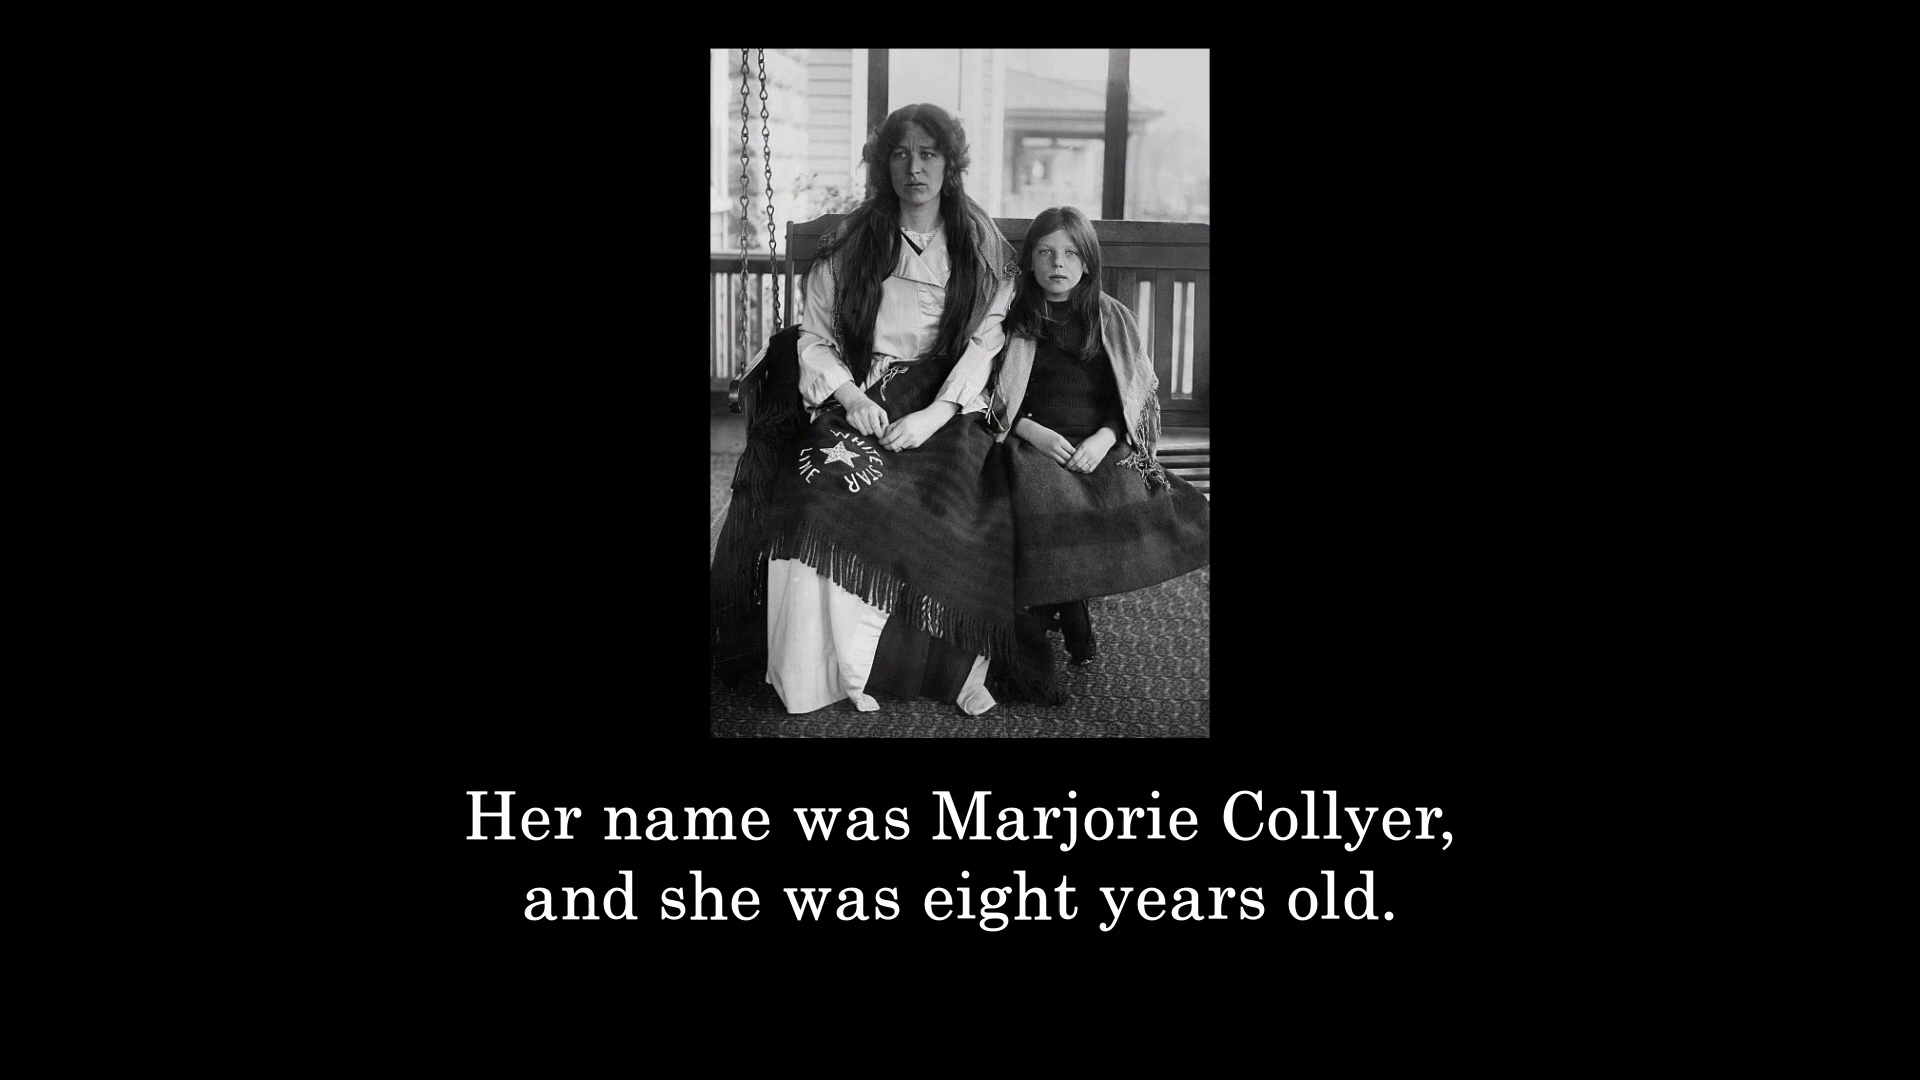 WHITE STAR
LINE
Her name was Marjorie Collyer,
and she was eight years old.